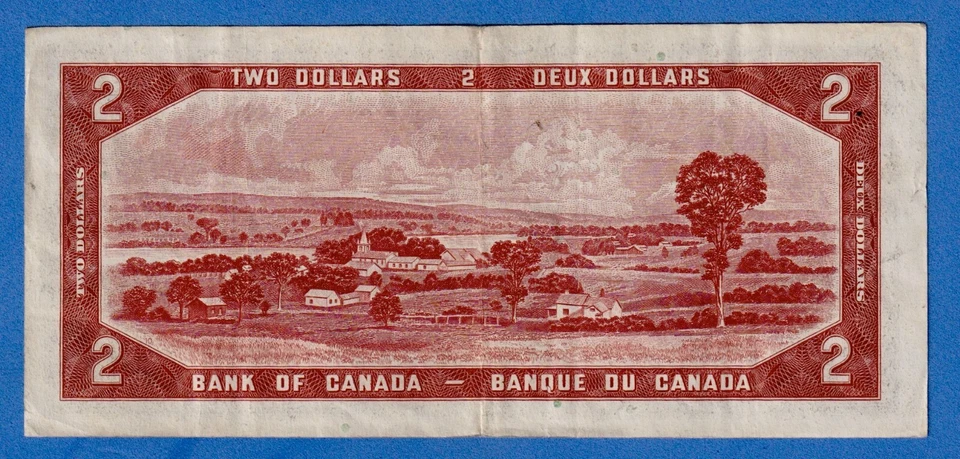 TWO DOLLARS 2 DEUX DOLLARS
2 2
TWO DOLLARS
DEUX DOLLARS
2 2
BANK OF CANADA — BANQUE DU CANADA